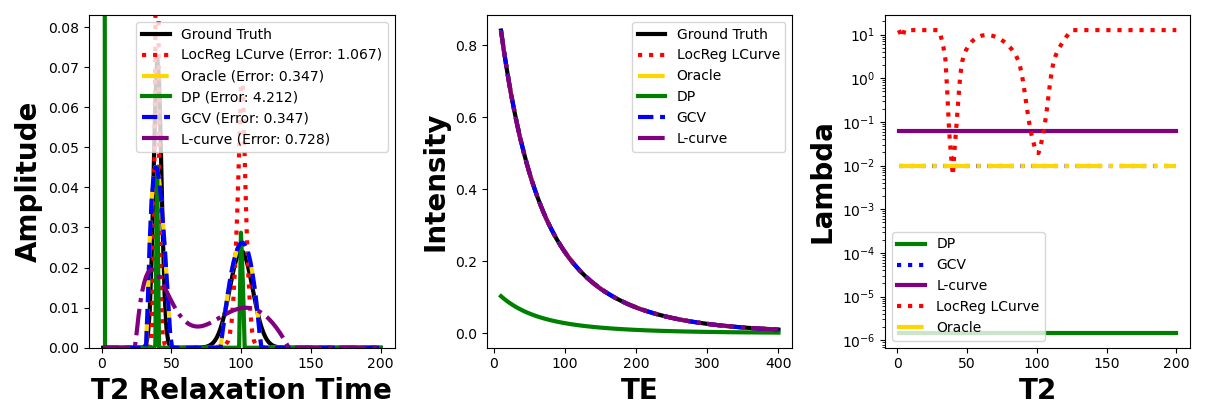 0.08
0.07
0.06
0.05
0.04
0.03
0.02
0.01
0.00
Amplitude
0 50 100 150 200
T2 Relaxation Time
Ground Truth
LocReg LCurve (Error: 1.067)
Oracle (Error: 0.347)
DP (Error: 4.212)
GCV (Error: 0.347)
L-curve (Error: 0.728)
0.8
0.6
0.4
0.2
0.0
Intensity
0 100 200 300 400
TE
Ground Truth
LocReg LCurve
Oracle
DP
GCV
L-curve
10¹
10⁰
10⁻¹
10⁻²
10⁻³
10⁻⁴
10⁻⁵
10⁻⁶
Lambda
0 50 100 150 200
T2
DP
GCV
L-curve
LocReg LCurve
Oracle